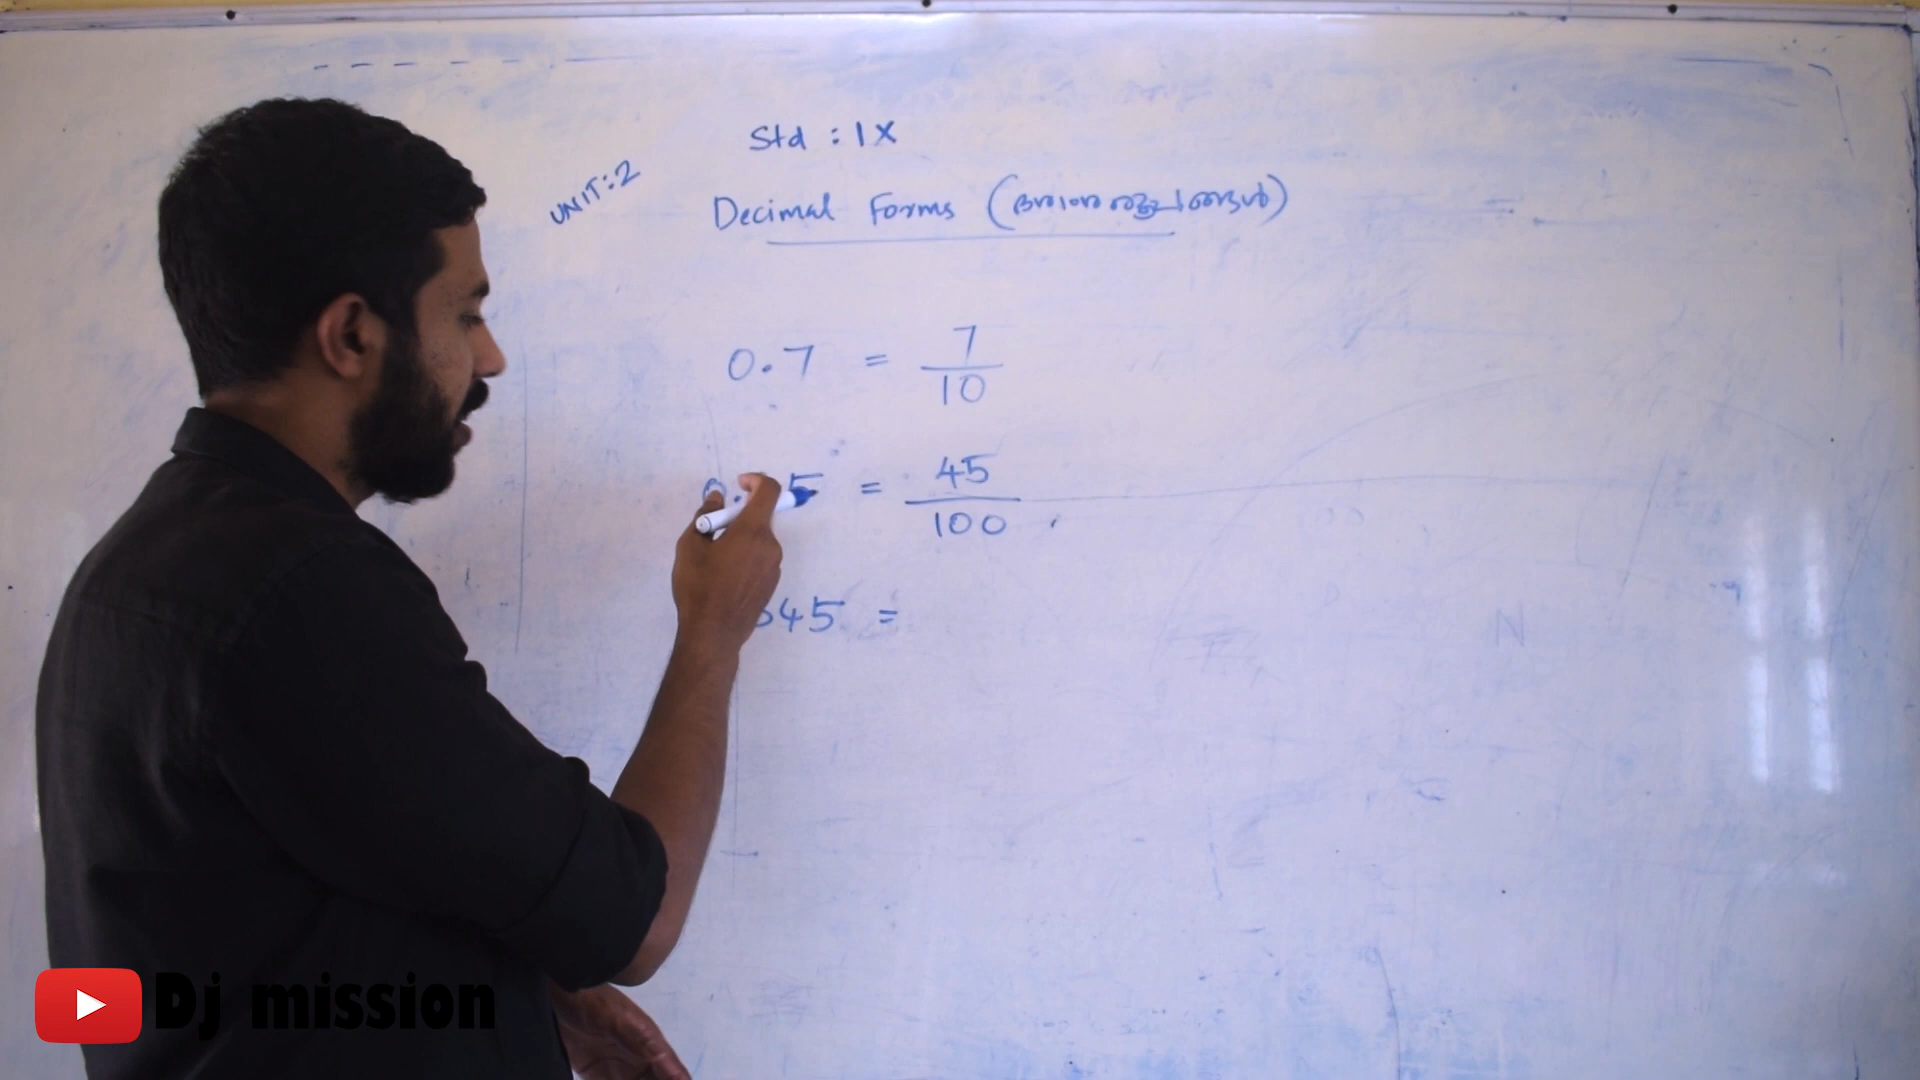 Std : IX
UNIT:2
Decimal Forms (ദശാംശരൂപങ്ങൾ)
0.7 = 7/10
5 = 45/100
45 =
Dj mission